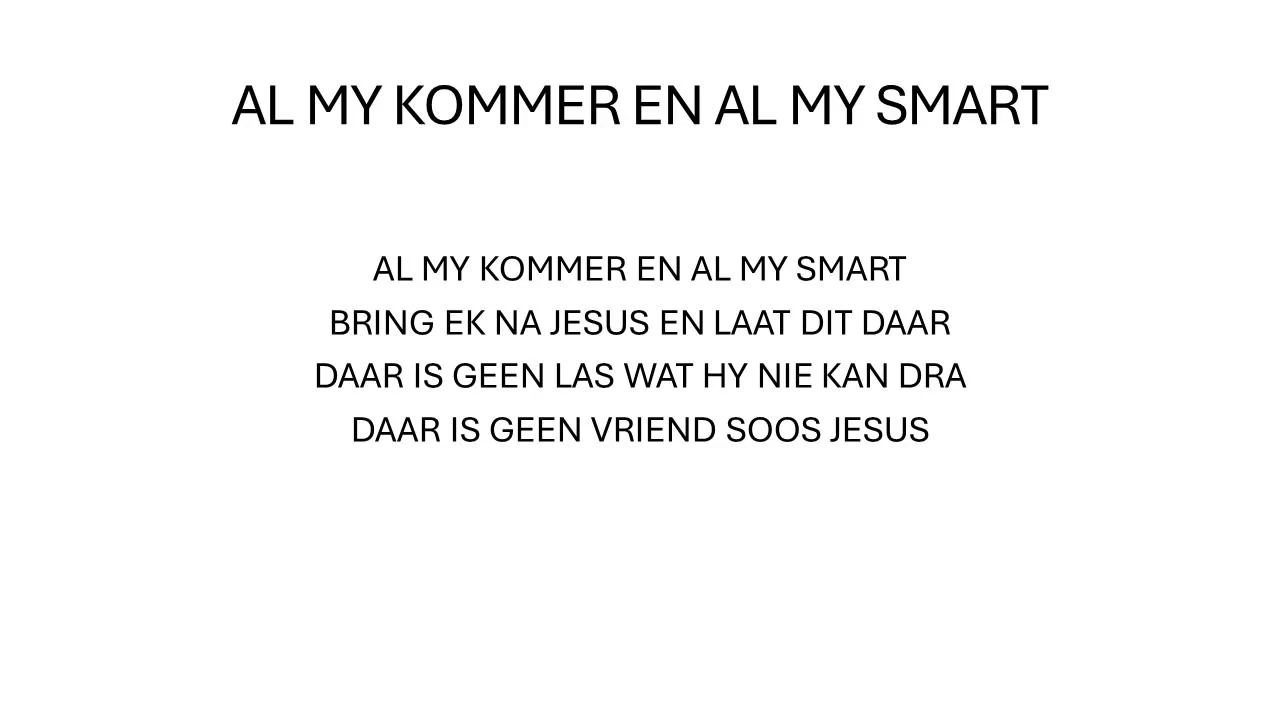 AL MY KOMMER EN AL MY SMART
AL MY KOMMER EN AL MY SMART
BRING EK NA JESUS EN LAAT DIT DAAR
DAAR IS GEEN LAS WAT HY NIE KAN DRA
DAAR IS GEEN VRIEND SOOS JESUS